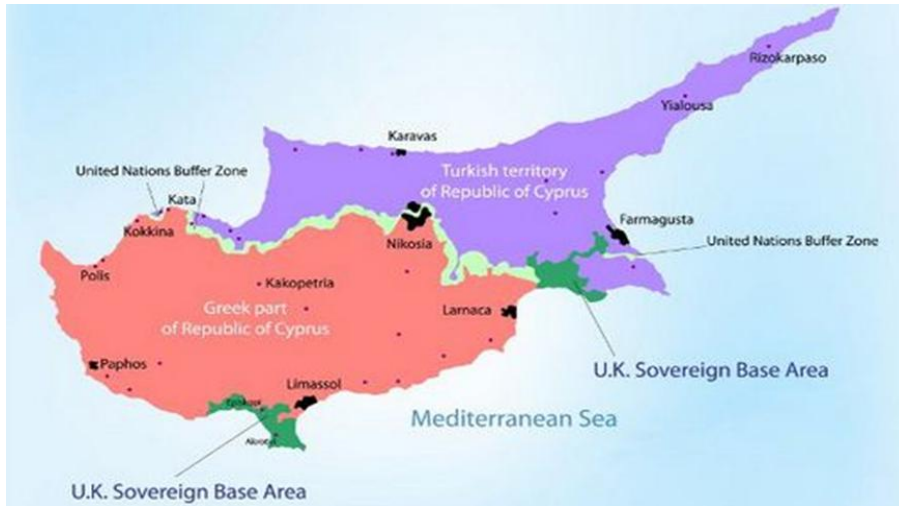 Rizokarpaso
Yialousa
Karavas
United Nations Buffer Zone
Turkish territory
of Republic of Cyprus
Kata
Kokkina
Farmagusta
Nikosia
United Nations Buffer Zone
Polis
Kakopetria
Greek part
of Republic of Cyprus
Larnaca
Paphos
U.K. Sovereign Base Area
Limassol
Mediterranean Sea
U.K. Sovereign Base Area